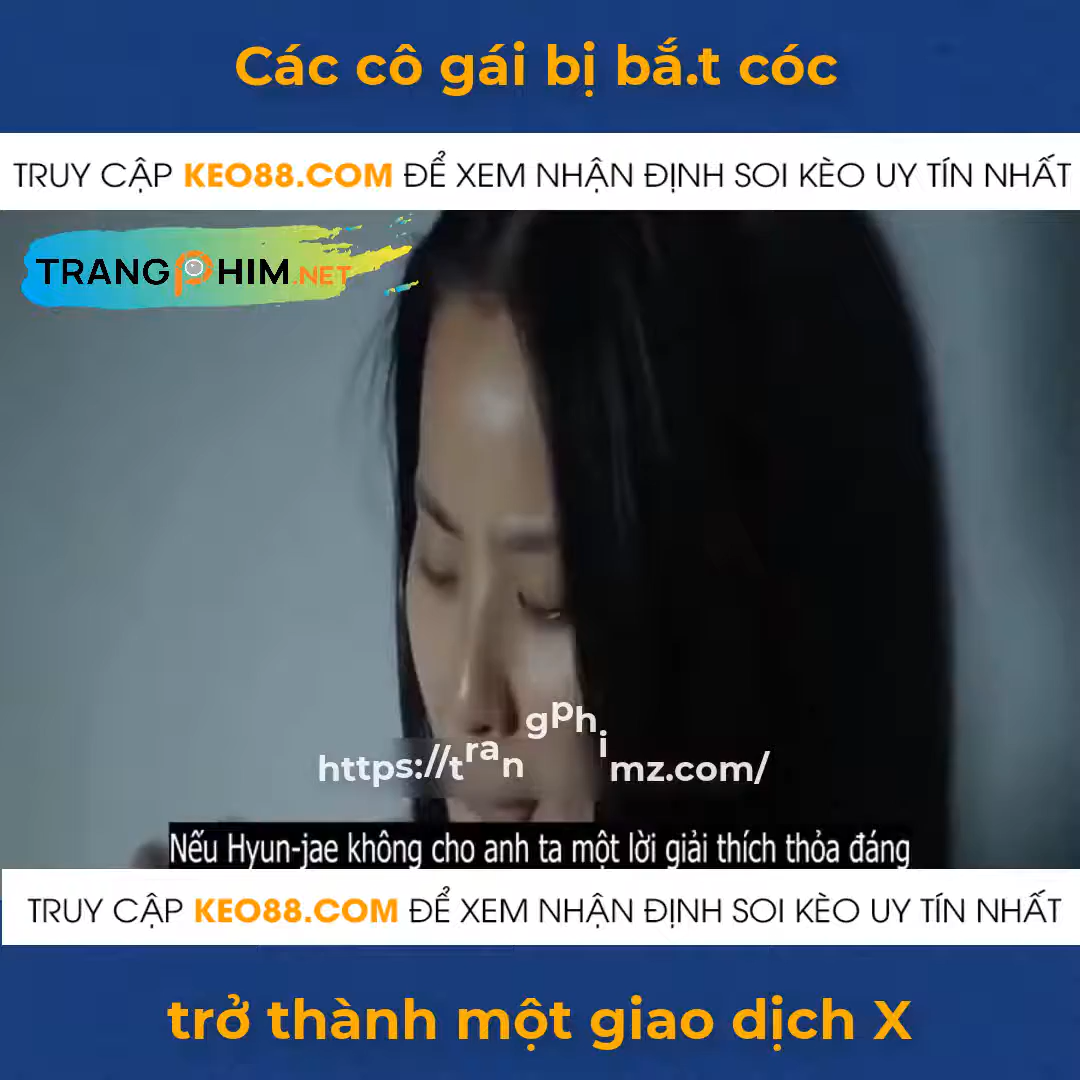 Các cô gái bị bắ.t cóc
TRUY CẬP KEO88.COM ĐỂ XEM NHẬN ĐỊNH SOI KÈO UY TÍN NHẤT
TRANGPHIM.NET
https://trangphimz.com/
Nếu Hyun-jae không cho anh ta một lời giải thích thỏa đáng
TRUY CẬP KEO88.COM ĐỂ XEM NHẬN ĐỊNH SOI KÈO UY TÍN NHẤT
trở thành một giao dịch X